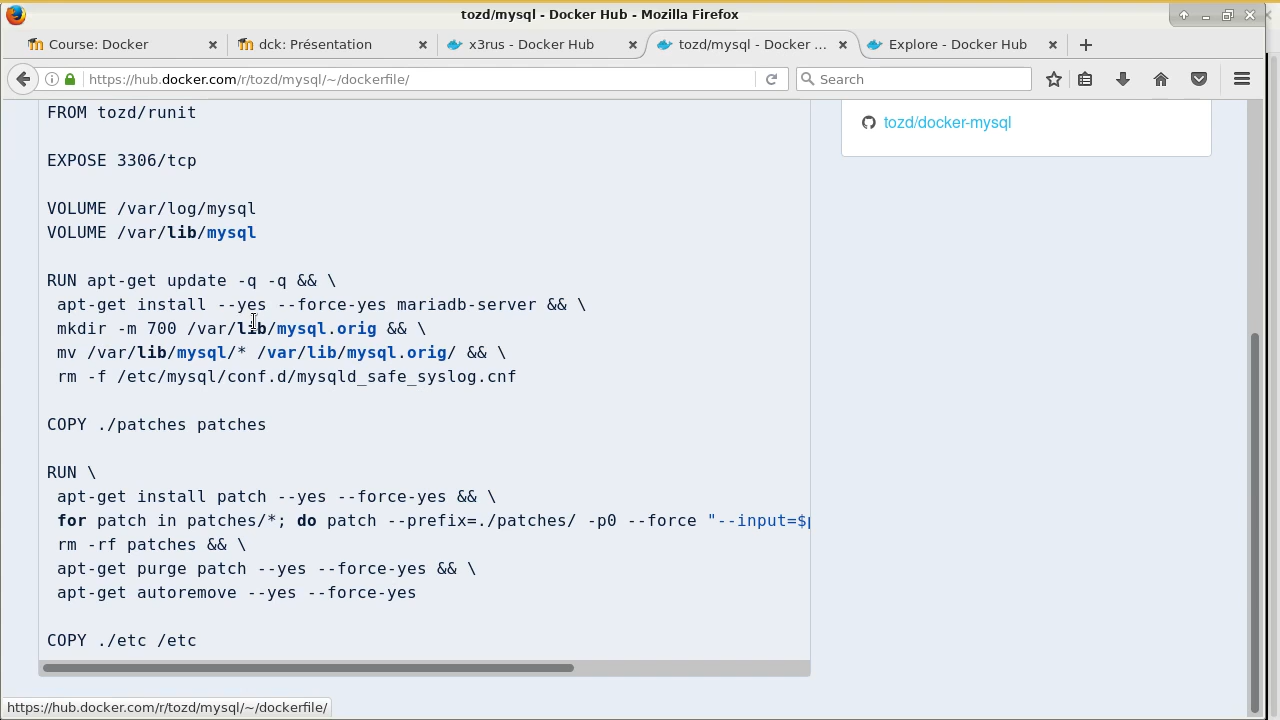 tozd/mysql - Docker Hub - Mozilla Firefox
Course: Docker
dck: Présentation
x3rus - Docker Hub
tozd/mysql - Docker ...
Explore - Docker Hub
https://hub.docker.com/r/tozd/mysql/~/dockerfile/
Search
FROM tozd/runit
tozd/docker-mysql
EXPOSE 3306/tcp
VOLUME /var/log/mysql
VOLUME /var/lib/mysql
RUN apt-get update -q -q && \
apt-get install --yes --force-yes mariadb-server && \
mkdir -m 700 /var/lib/mysql.orig && \
mv /var/lib/mysql/* /var/lib/mysql.orig/ && \
rm -f /etc/mysql/conf.d/mysqld_safe_syslog.cnf
COPY ./patches patches
RUN \
apt-get install patch --yes --force-yes && \
for patch in patches/*; do patch --prefix=./patches/ -p0 --force "--input=$p
rm -rf patches && \
apt-get purge patch --yes --force-yes && \
apt-get autoremove --yes --force-yes
COPY ./etc /etc
https://hub.docker.com/r/tozd/mysql/~/dockerfile/